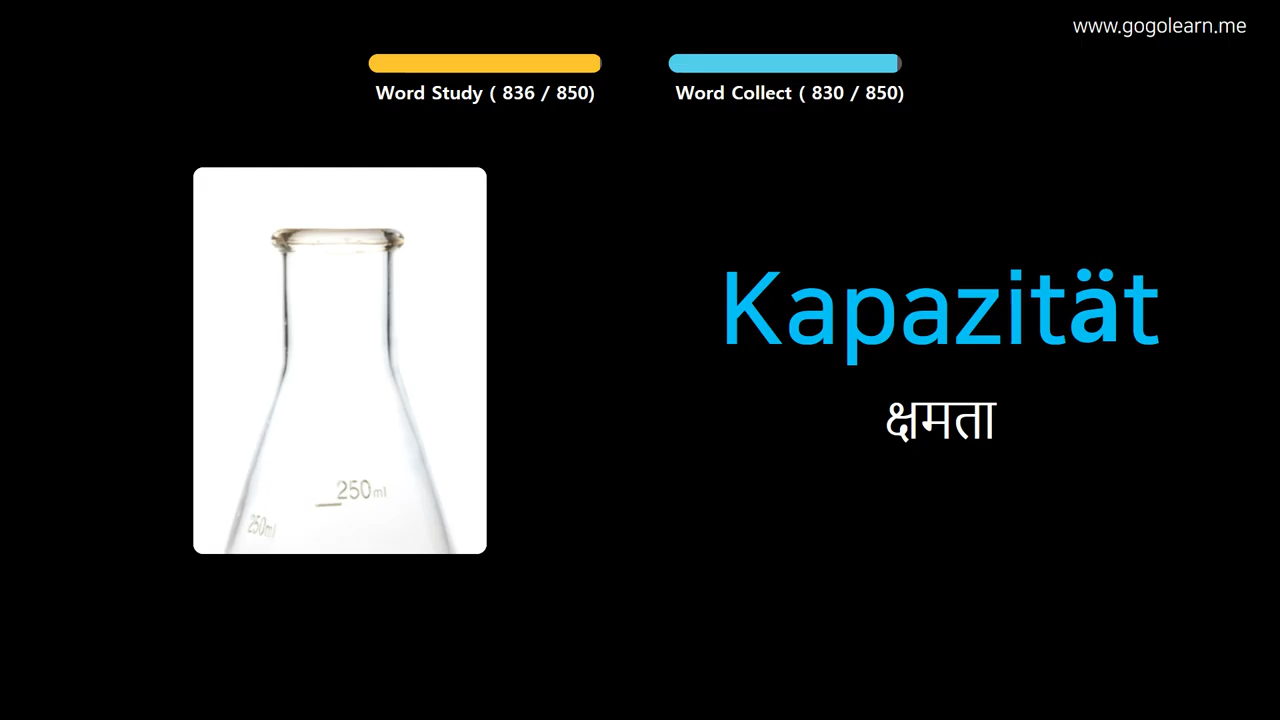 www.gogolearn.me
Word Study ( 836 / 850)
Word Collect ( 830 / 850)
Kapazität
क्षमता
250ml
250ml